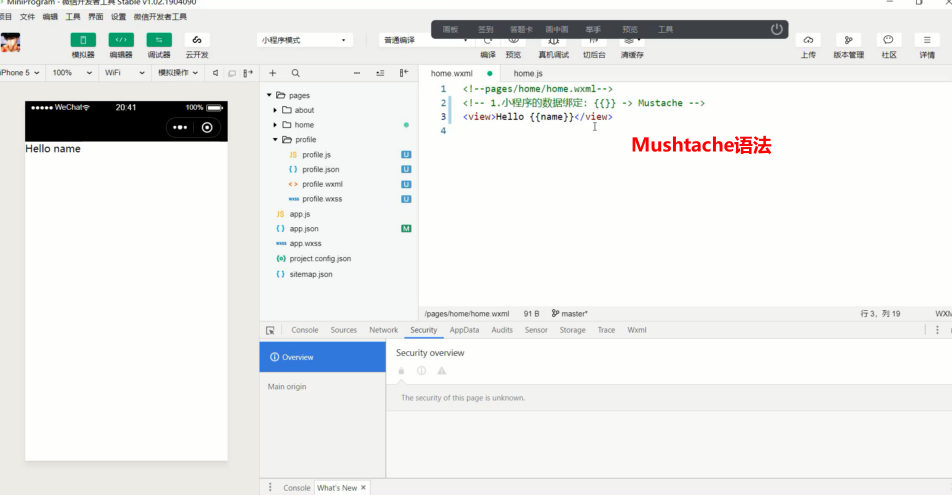 MiniProgram - 微信开发者工具 Stable v1.02.1904090
项目 文件 编辑 工具 界面 设置 微信开发者工具
画板 签到 答题卡 画中画 举手 预览 工具
模拟器 编辑器 调试器 云开发
小程序模式
普通编译
编译 预览 真机调试 切后台 清缓存
上传 版本管理 社区 详情
iPhone 5 100% WiFi 模拟操作
WeChat 20:41 100%
Hello name
pages
about
home
profile
JS profile.js U
{ } profile.json U
< > profile.wxml U
wxss profile.wxss U
JS app.js
{ } app.json M
wxss app.wxss
{o} project.config.json
{ } sitemap.json
home.wxml home.js
1 <!--pages/home/home.wxml-->
2 <!-- 1.小程序的数据绑定: {{}} -> Mustache -->
3 <view>Hello {{name}}</view>
4
Mushtache语法
/pages/home/home.wxml 91 B master* 行 3，列 19 WXM
Console Sources Network Security AppData Audits Sensor Storage Trace Wxml
Overview
Main origin
Security overview
The security of this page is unknown.
Console What's New ×